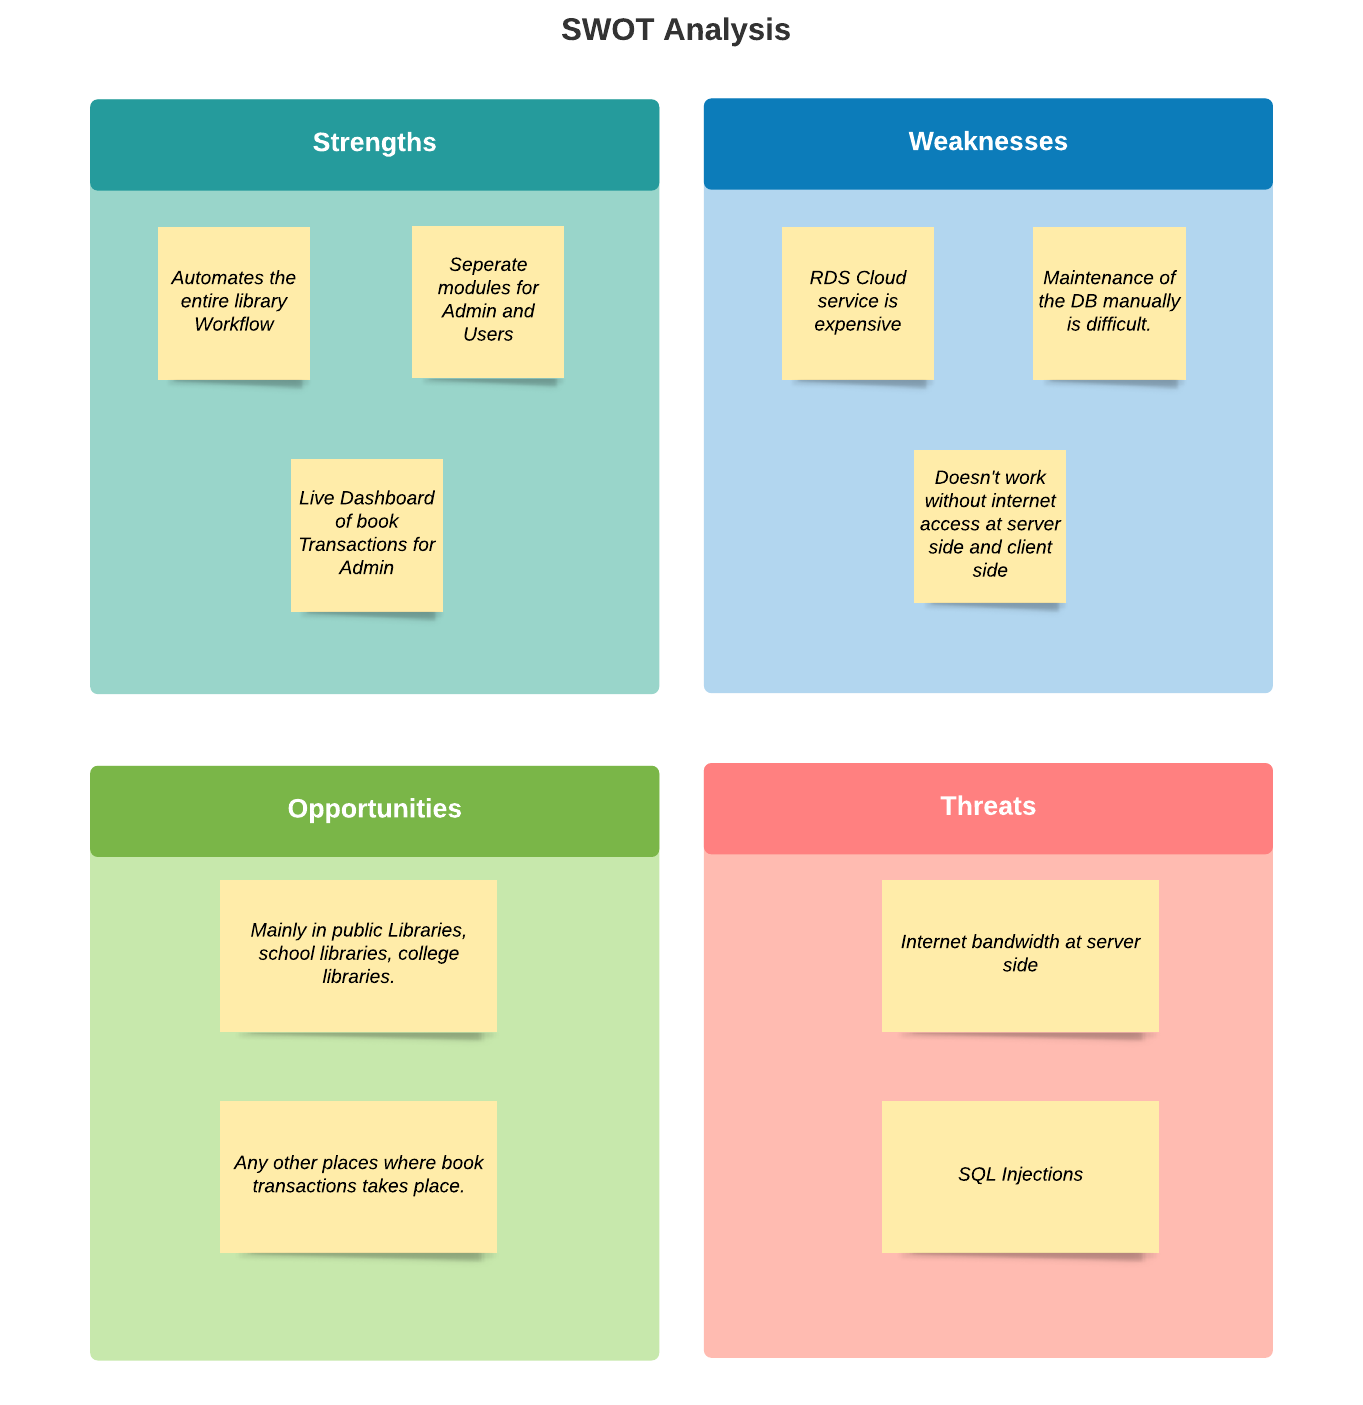 SWOT Analysis
Strengths
Automates the
entire library
Workflow
Seperate
modules for
Admin and
Users
Live Dashboard
of book
Transactions for
Admin
Weaknesses
RDS Cloud
service is
expensive
Maintenance of
the DB manually
is difficult.
Doesn't work
without internet
access at server
side and client
side
Opportunities
Mainly in public Libraries,
school libraries, college
libraries.
Any other places where book
transactions takes place.
Threats
Internet bandwidth at server
side
SQL Injections